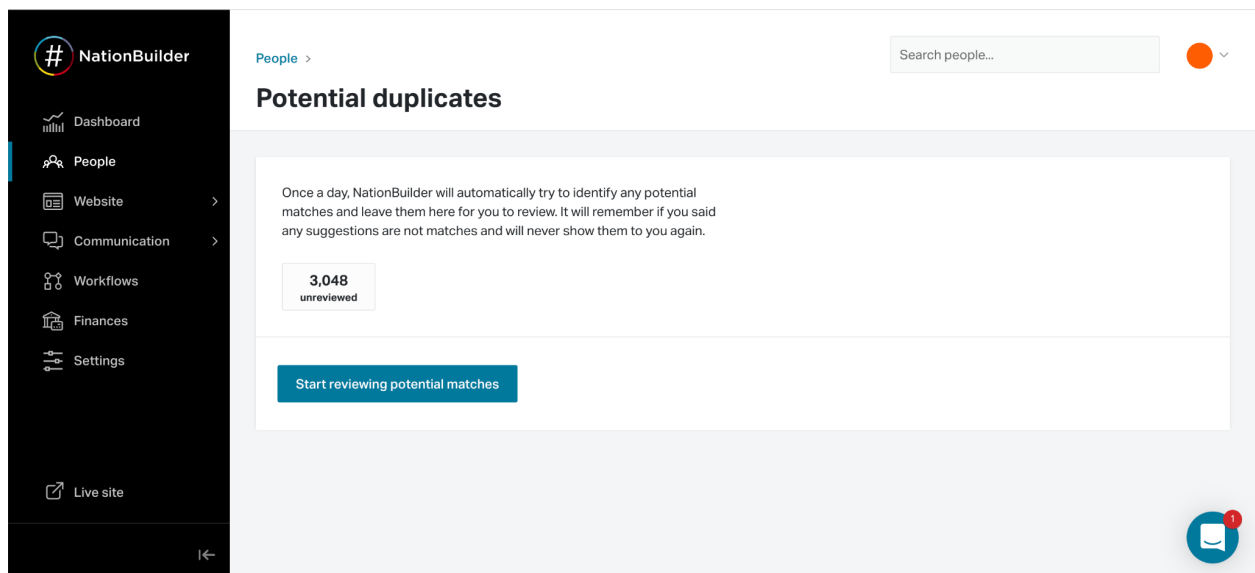 # NationBuilder
Dashboard
People
Website
Communication
Workflows
Finances
Settings
Live site
People >
Search people...
Potential duplicates
Once a day, NationBuilder will automatically try to identify any potential
matches and leave them here for you to review. It will remember if you said
any suggestions are not matches and will never show them to you again.
3,048
unreviewed
Start reviewing potential matches
1